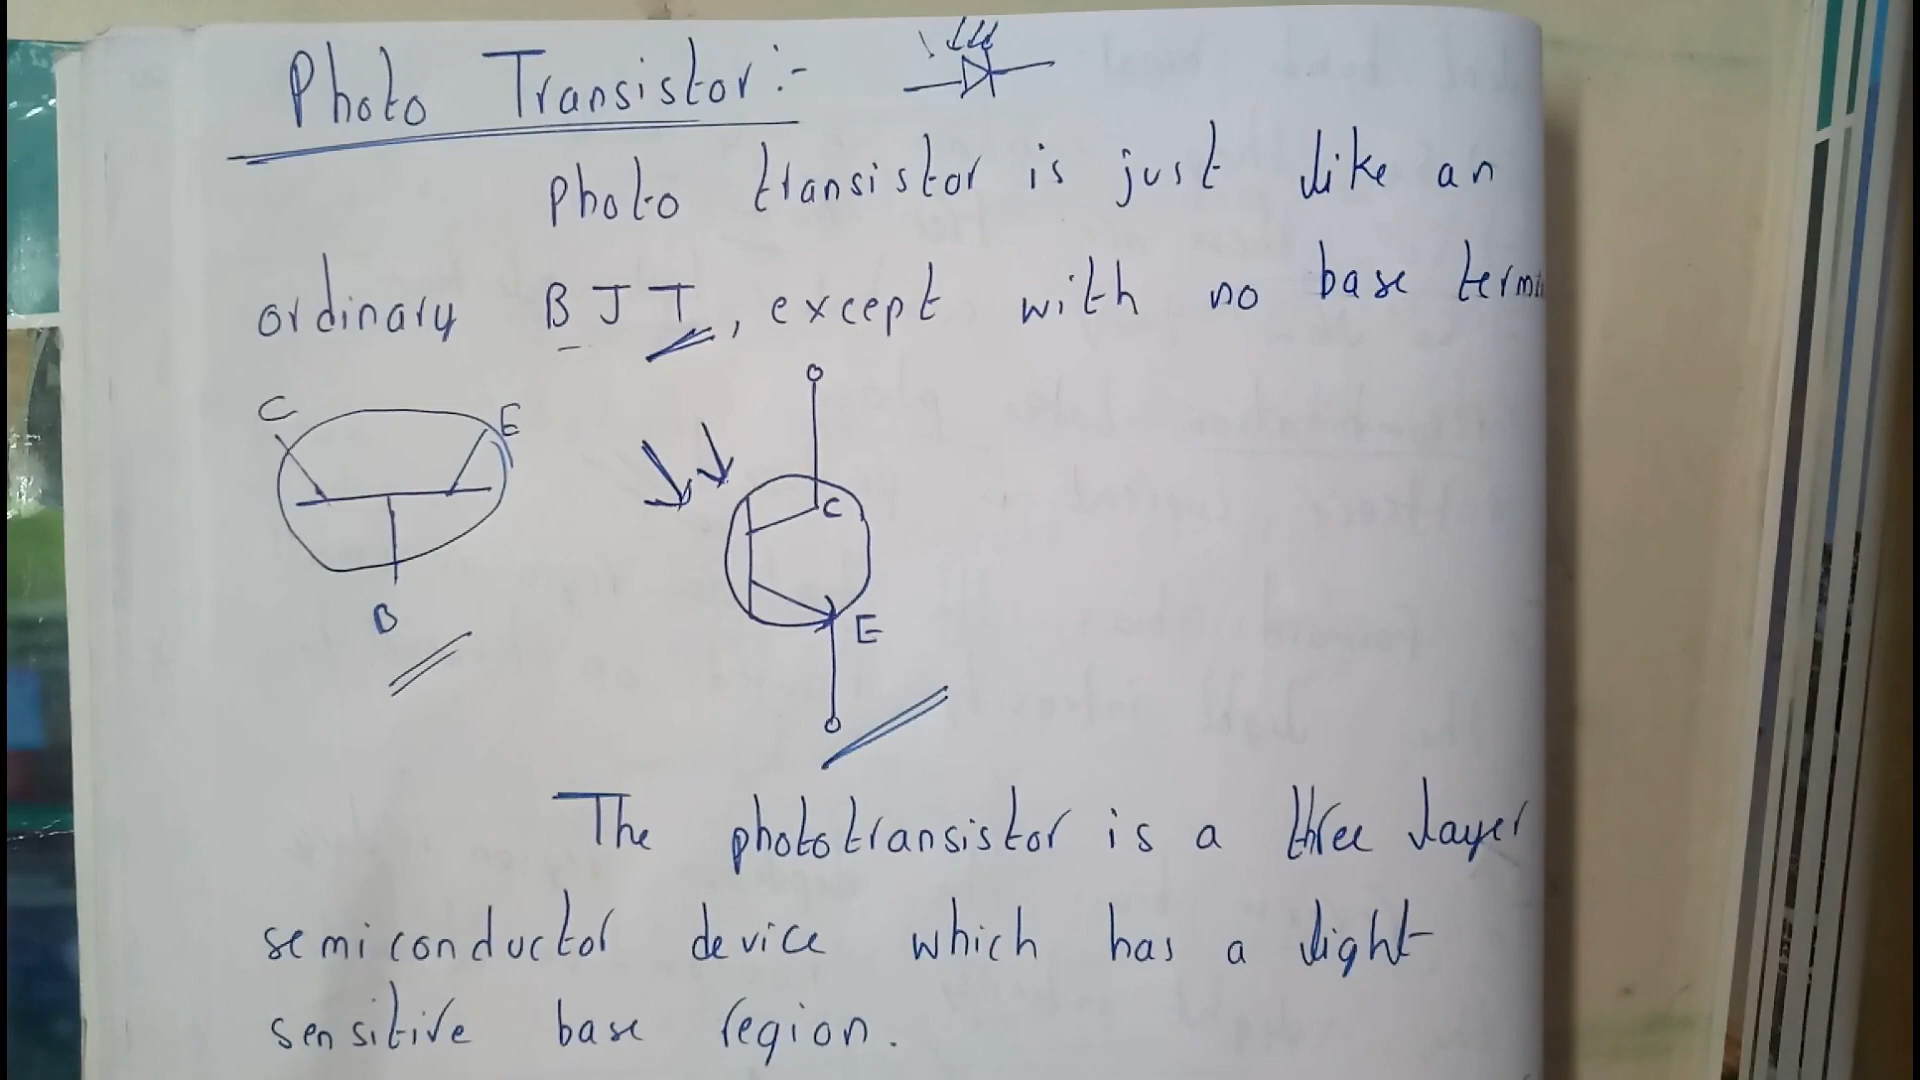 Photo Transistor:-
Photo transistor is just like an
ordinary BJT, except with no base
C
E
B
C
E
The phototransistor is a three layer
semiconductor device which has a light
sensitive base region.